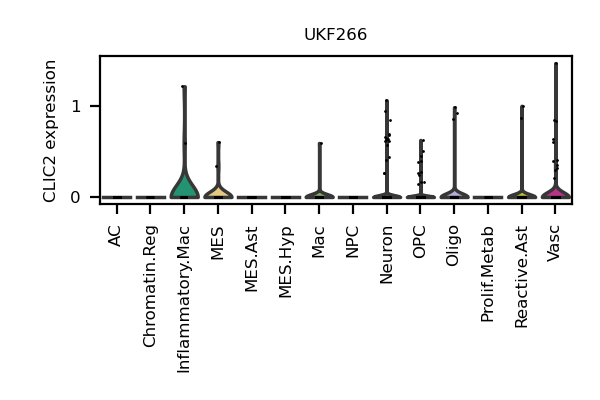 UKF266
CLIC2 expression
1
0
AC
Chromatin.Reg
Inflammatory.Mac
MES
MES.Ast
MES.Hyp
Mac
NPC
Neuron
OPC
Oligo
Prolif.Metab
Reactive.Ast
Vasc